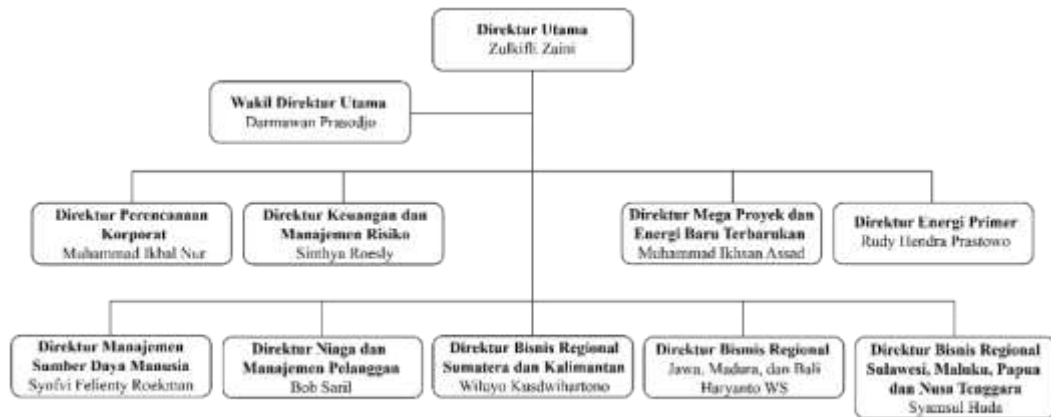 Direktur Utama
Zulkifli Zaini
Wakil Direktur Utama
Darmawan Prasodjo
Direktur Perencanaan
Korporat
Muhammad Ikbal Nur
Direktur Keuangan dan
Manajemen Risiko
Sinthya Roesly
Direktur Mega Proyek dan
Energi Baru Terbarukan
Muhammad Ikhsan Assad
Direktur Energi Primer
Rudy Hendra Prastowo
Direktur Manajemen
Sumber Daya Manusia
Syofvi Felienty Roekman
Direktur Niaga dan
Manajemen Pelanggan
Bob Saril
Direktur Bisnis Regional
Sumatera dan Kalimantan
Wiluyo Kusdwihartono
Direktur Bisnis Regional
Jawa, Madura, dan Bali
Haryanto WS
Direktur Bisnis Regional
Sulawesi, Maluku, Papua
dan Nusa Tenggara
Syamsul Huda